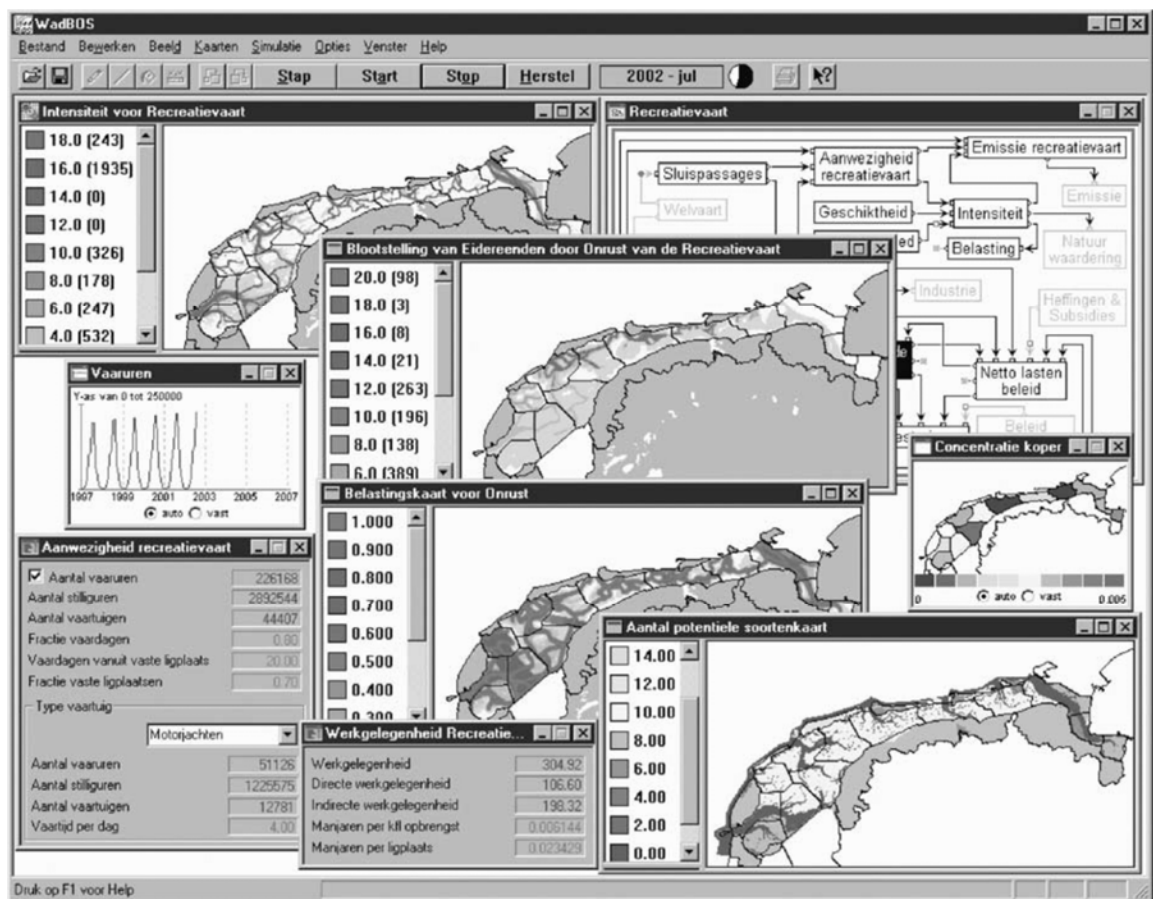 WadBOS
Bestand Bewerken Beeld Kaarten Simulatie Opties Venster Help
Stap Start Stop Herstel 2002 - jul
Intensiteit voor Recreatievaart
18.0 (243)
16.0 (1935)
14.0 (0)
12.0 (0)
10.0 (326)
8.0 (178)
6.0 (247)
4.0 (532)
Recreatievaart
Sluispassages
Welvaart
Aanwezigheid
recreatievaart
Emissie recreatievaart
Emissie
Geschiktheid
Intensiteit
Belasting
Natuur
waardering
Industrie
Heffingen &
Subsidies
Netto lasten
beleid
Beleid
Blootstelling van Eidereenden door Onrust van de Recreatievaart
20.0 (98)
18.0 (3)
16.0 (8)
14.0 (21)
12.0 (263)
10.0 (196)
8.0 (138)
6.0 (389)
Vaaruren
Y-as van 0 tot 250000
1997 1999 2001 2003 2005 2007
auto vast
Concentratie koper
0 auto vast 0.006
Belastingskaart voor Onrust
1.000
0.900
0.800
0.700
0.600
0.500
0.400
0.300
Aanwezigheid recreatievaart
Aantal vaaruren 226168
Aantal stilliguren 2892544
Aantal vaartuigen 44407
Fractie vaardagen 0.80
Vaardagen vanuit vaste ligplaats 20.00
Fractie vaste ligplaatsen 0.70
Type vaartuig
Motorjachten
Aantal vaaruren 51126
Aantal stilliguren 1225575
Aantal vaartuigen 12781
Vaartijd per dag 4.00
Werkgelegenheid Recreatie...
Werkgelegenheid 304.92
Directe werkgelegenheid 106.60
Indirecte werkgelegenheid 198.32
Manjaren per kfl opbrengst 0.006144
Manjaren per ligplaats 0.023429
Aantal potentiele soortenkaart
14.00
12.00
10.00
8.00
6.00
4.00
2.00
0.00
Druk op F1 voor Help